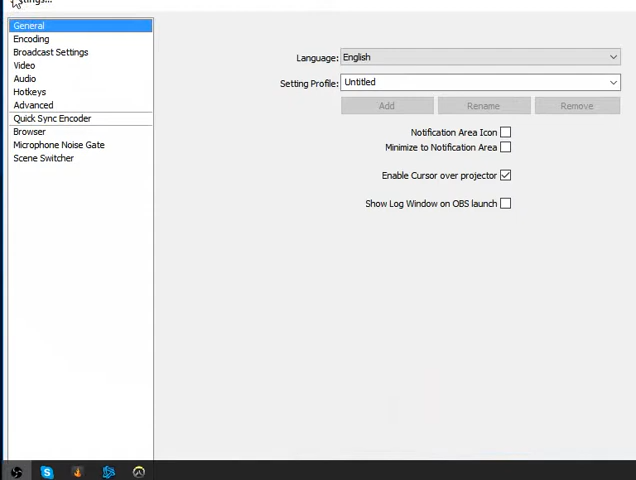 General
Encoding
Broadcast Settings
Video
Audio
Hotkeys
Advanced
Quick Sync Encoder
Browser
Microphone Noise Gate
Scene Switcher
Language: English
Setting Profile: Untitled
Add Rename Remove
Notification Area Icon
Minimize to Notification Area
Enable Cursor over projector
Show Log Window on OBS launch